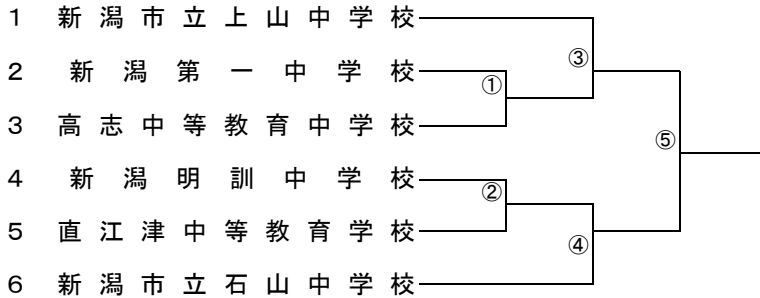 1 新潟市立上山中学校
③
2 新潟第一中学校
①
3 高志中等教育中学校
⑤
4 新潟明訓中学校
②
5 直江津中等教育学校
④
6 新潟市立石山中学校